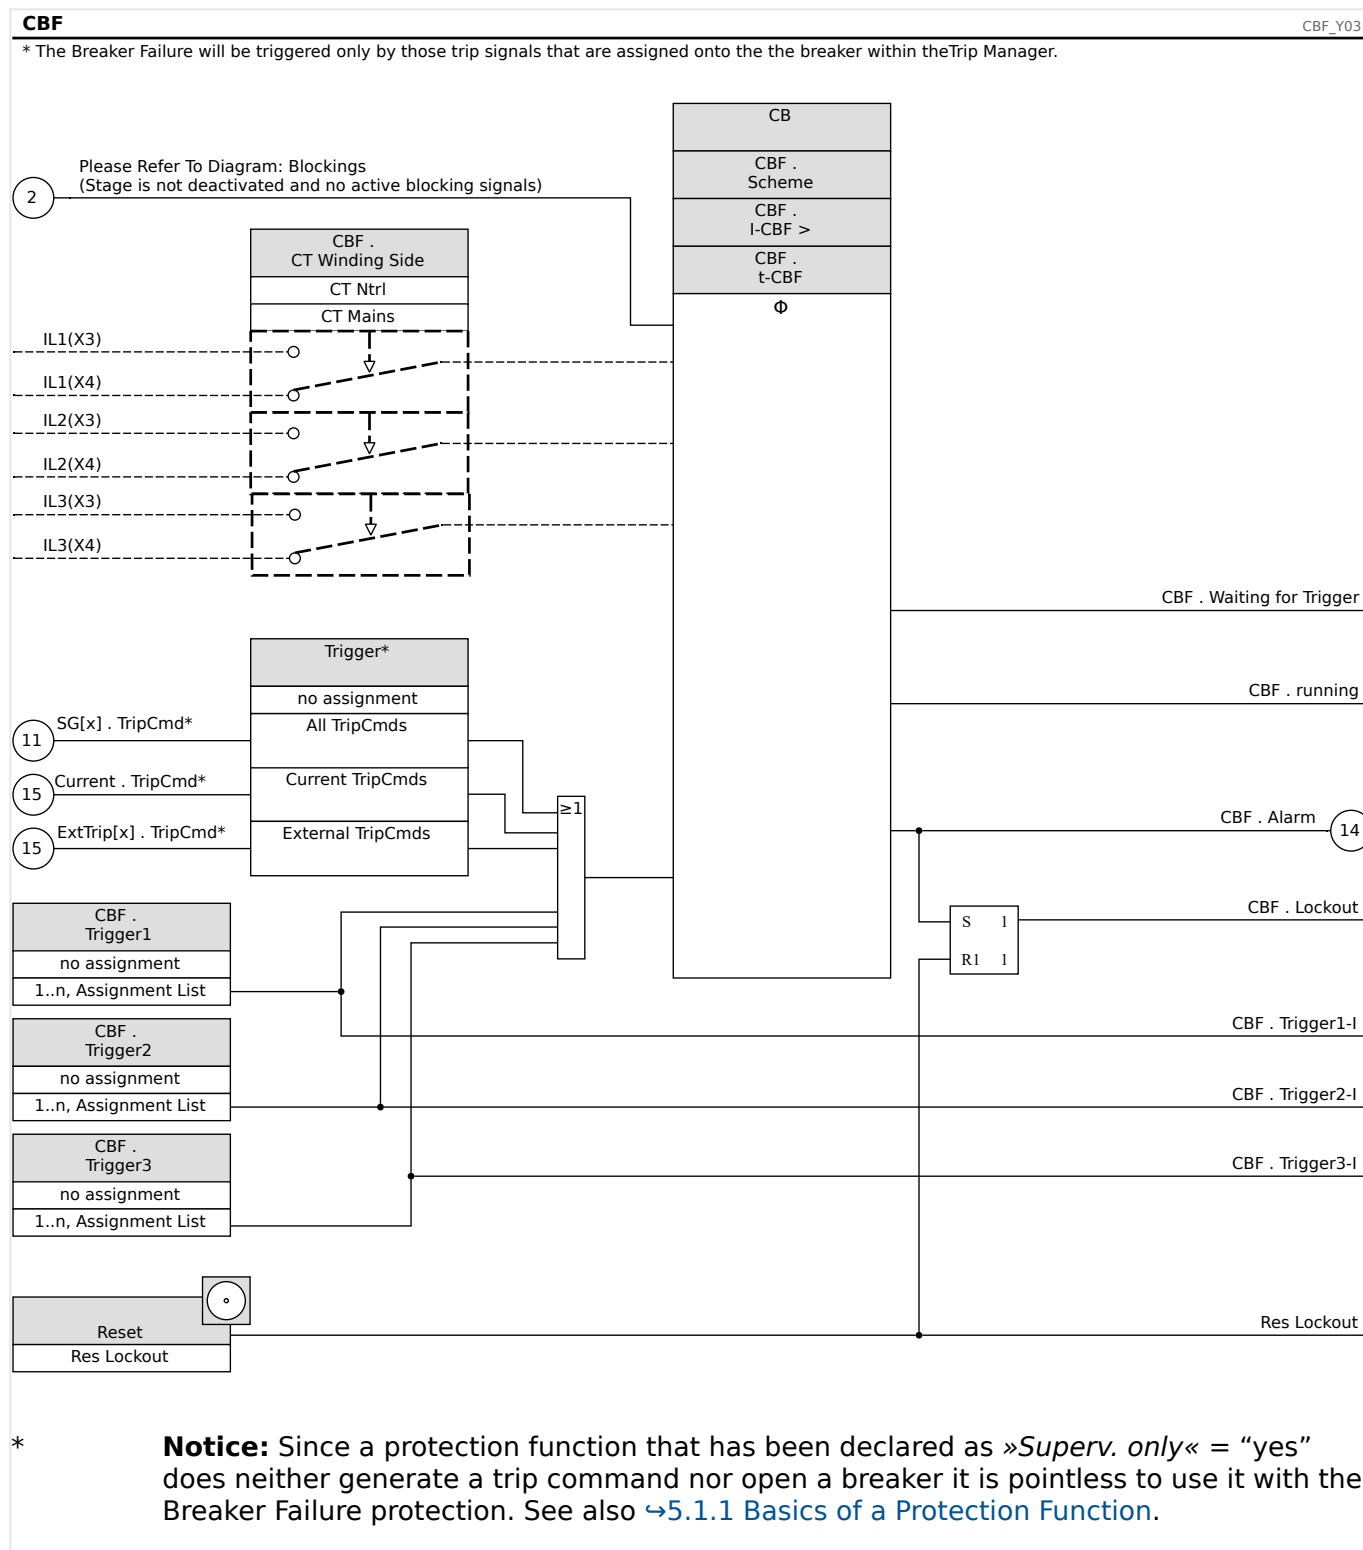 CBF
CBF_Y03
* The Breaker Failure will be triggered only by those trip signals that are assigned onto the the breaker within theTrip Manager.
CB
CBF .
Scheme
CBF .
I-CBF >
CBF .
t-CBF
Φ
Please Refer To Diagram: Blockings
(Stage is not deactivated and no active blocking signals)
2
CBF .
CT Winding Side
CT Ntrl
CT Mains
IL1(X3)
IL1(X4)
IL2(X3)
IL2(X4)
IL3(X3)
IL3(X4)
CBF . Waiting for Trigger
Trigger*
no assignment
All TripCmds
Current TripCmds
External TripCmds
CBF . running
SG[x] . TripCmd*
11
Current . TripCmd*
15
ExtTrip[x] . TripCmd*
15
≥1
CBF . Alarm
14
CBF .
Trigger1
no assignment
1..n, Assignment List
CBF . Lockout
S 1
R1 1
CBF . Trigger1-I
CBF .
Trigger2
no assignment
1..n, Assignment List
CBF . Trigger2-I
CBF .
Trigger3
no assignment
1..n, Assignment List
CBF . Trigger3-I
Reset
Res Lockout
Res Lockout
* Notice: Since a protection function that has been declared as »Superv. only« = “yes”
does neither generate a trip command nor open a breaker it is pointless to use it with the
Breaker Failure protection. See also ↪5.1.1 Basics of a Protection Function.